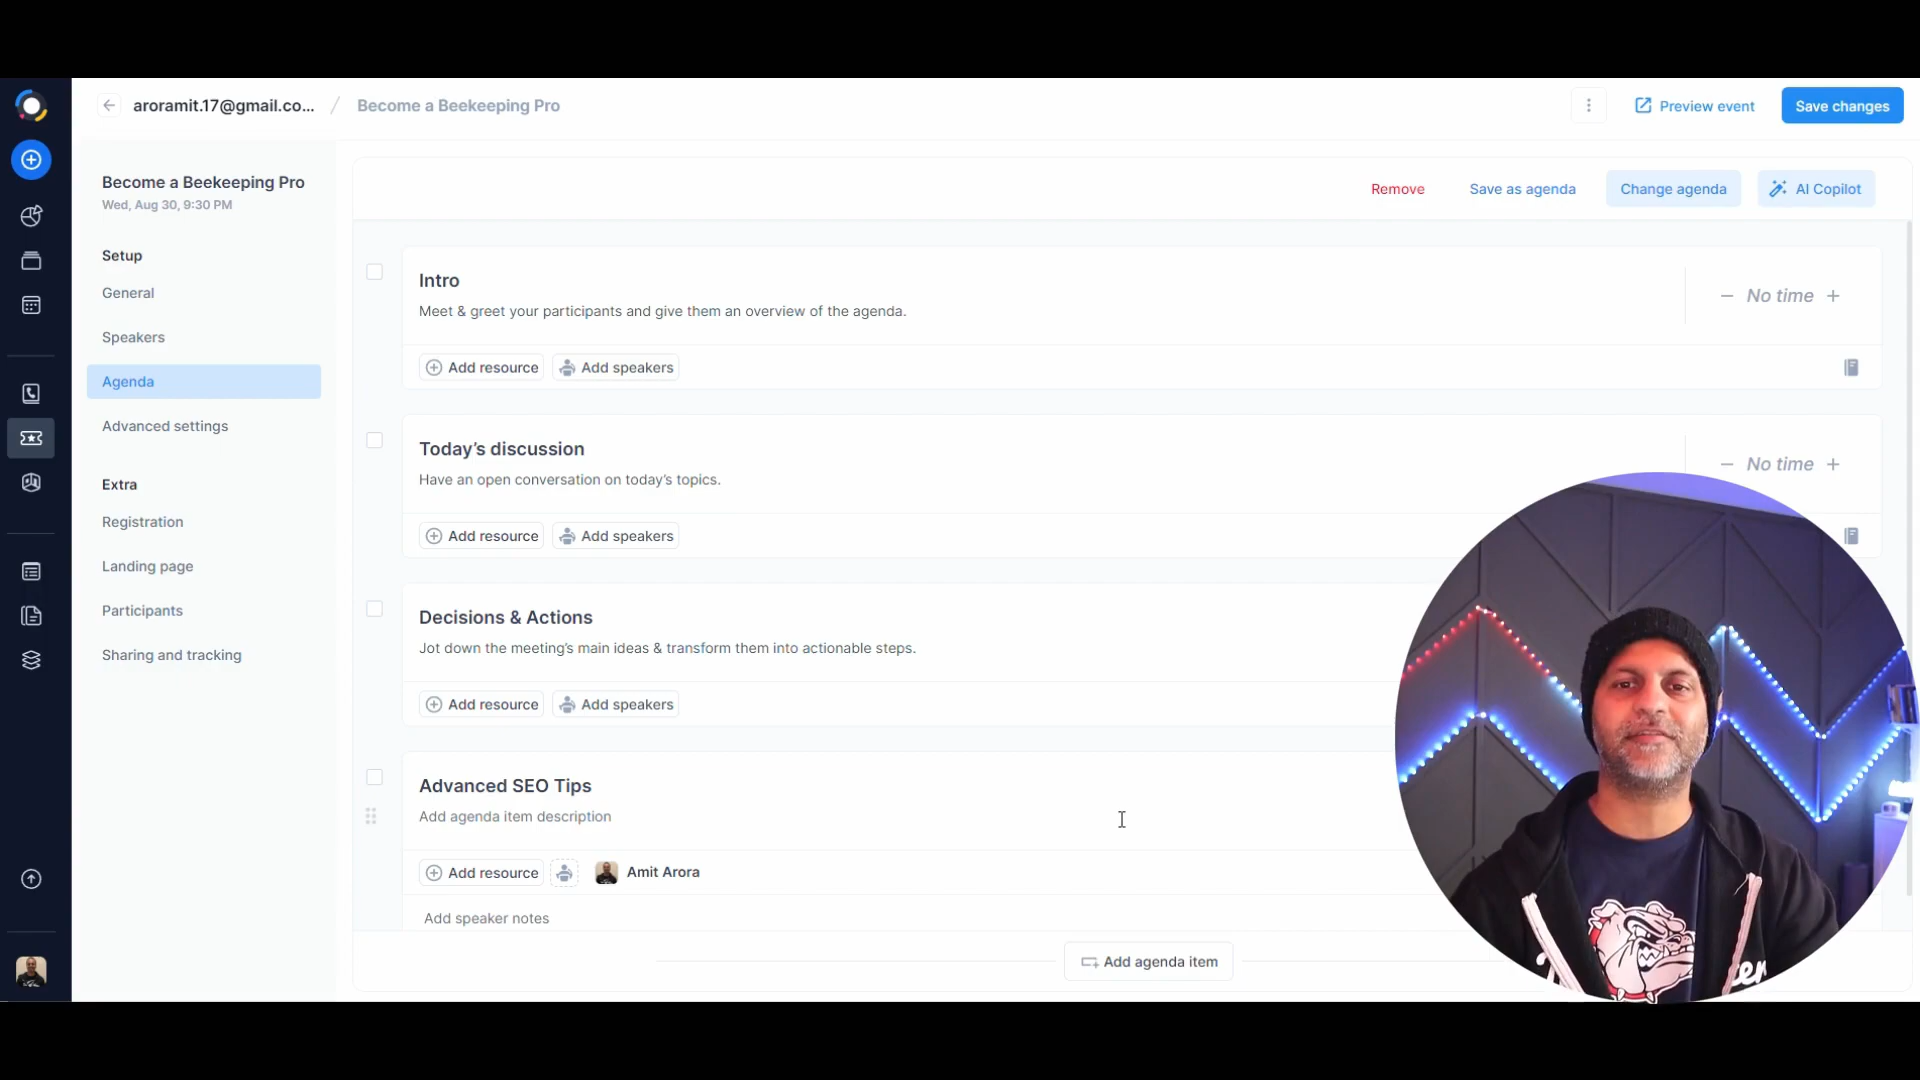 aroramit.17@gmail.co... / Become a Beekeeping Pro
Preview event
Save changes
Become a Beekeeping Pro
Wed, Aug 30, 9:30 PM
Setup
General
Speakers
Agenda
Advanced settings
Extra
Registration
Landing page
Participants
Sharing and tracking
Remove
Save as agenda
Change agenda
AI Copilot
Intro
Meet & greet your participants and give them an overview of the agenda.
No time
Add resource
Add speakers
Today’s discussion
Have an open conversation on today’s topics.
No time
Add resource
Add speakers
Decisions & Actions
Jot down the meeting’s main ideas & transform them into actionable steps.
Add resource
Add speakers
Advanced SEO Tips
Add agenda item description
Add resource
Amit Arora
Add speaker notes
Add agenda item